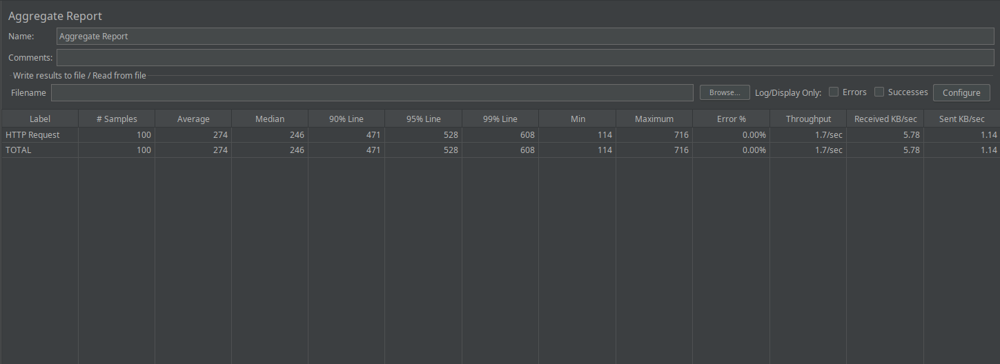 Aggregate Report
Name: Aggregate Report
Comments:
Write results to file / Read from file
Filename Browse... Log/Display Only: Errors Successes Configure
Label # Samples Average Median 90% Line 95% Line 99% Line Min Maximum Error % Throughput Received KB/sec Sent KB/sec
HTTP Request 100 274 246 471 528 608 114 716 0.00% 1.7/sec 5.78 1.14
TOTAL 100 274 246 471 528 608 114 716 0.00% 1.7/sec 5.78 1.14